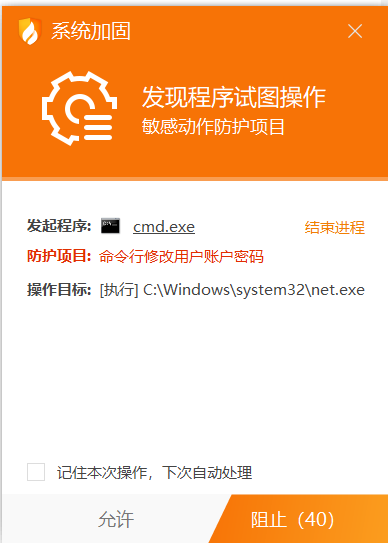 系统加固
发现程序试图操作
敏感动作防护项目
发起程序: cmd.exe 结束进程
防护项目: 命令行修改用户账户密码
操作目标: [执行] C:\Windows\system32\net.exe
记住本次操作，下次自动处理
允许 阻止（40）